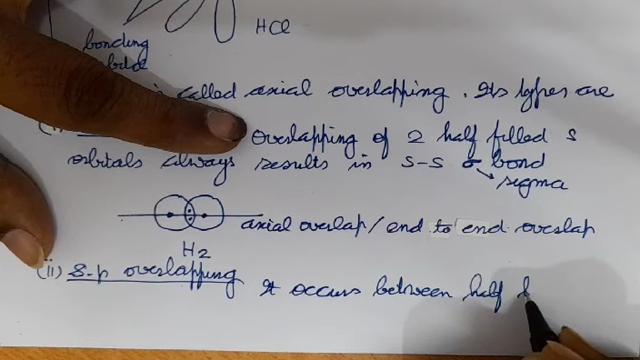 HCl
bonding
called axial overlapping. Its types are
overlapping of 2 half filled s
orbitals always results in s-s σ bond
sigma
axial overlap/end to end overlap
H2
(ii) s-p overlapping It occurs between half